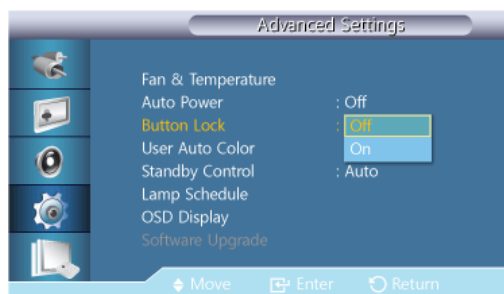 Advanced Settings
Fan & Temperature
Auto Power : Off
Button Lock : Off
On
User Auto Color
Standby Control : Auto
Lamp Schedule
OSD Display
Software Upgrade
Move Enter Return